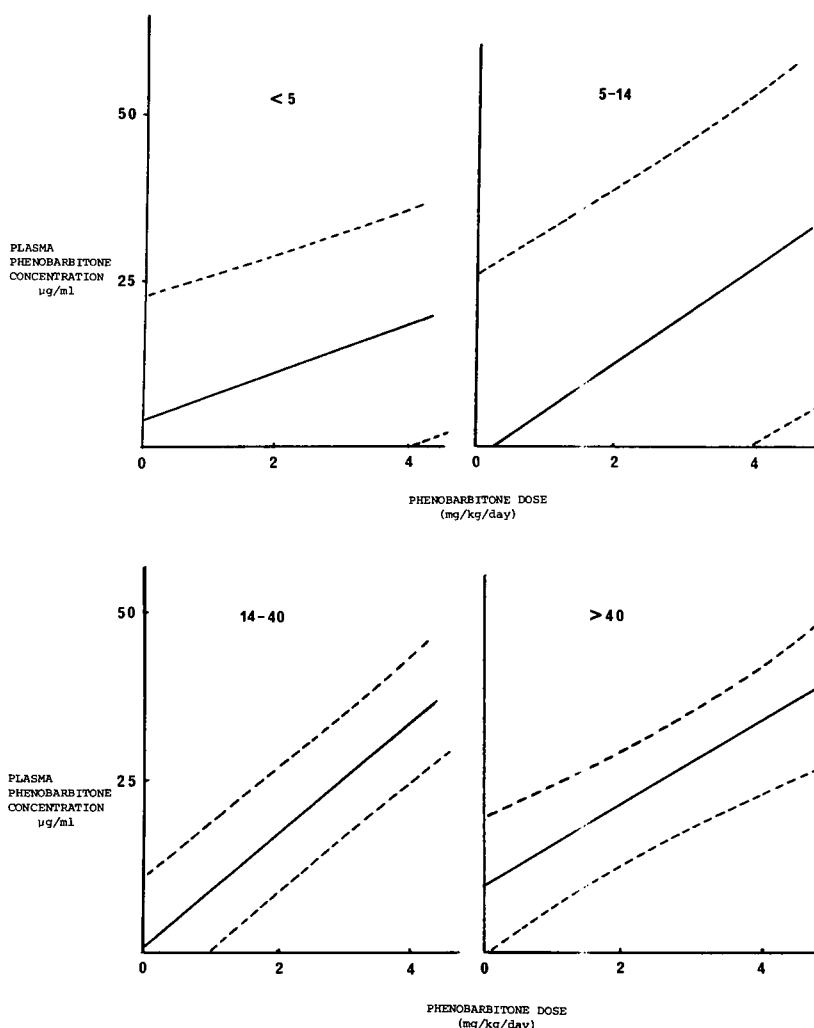 < 5
5-14
50
25
PLASMA
PHENOBARBITONE
CONCENTRATION
µg/ml
0
2
4
0
2
4
PHENOBARBITONE DOSE
(mg/kg/day)
14-40
>40
50
25
PLASMA
PHENOBARBITONE
CONCENTRATION
µg/ml
0
2
4
0
2
4
PHENOBARBITONE DOSE
(mg/kg/day)